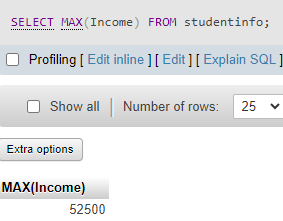 SELECT MAX(Income) FROM studentinfo;
Profiling [ Edit inline ] [ Edit ] [ Explain SQL ]
Show all Number of rows: 25
Extra options
MAX(Income)
52500